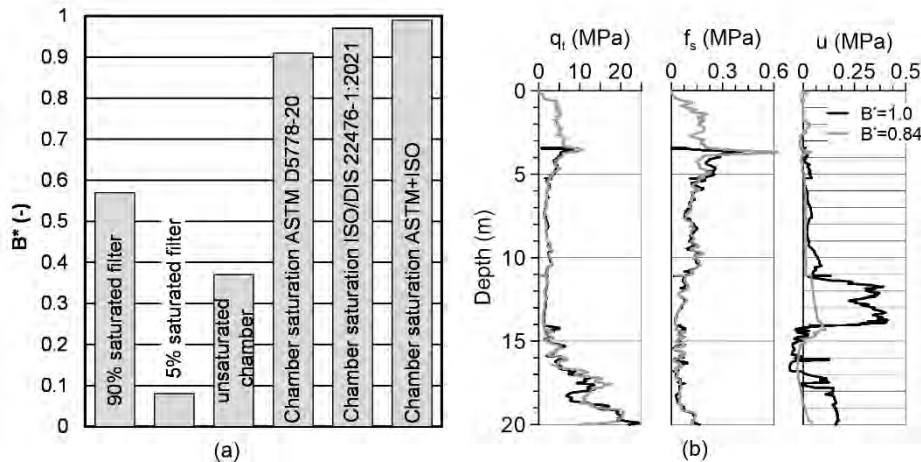 1
0.9
0.8
0.7
0.6
0.5
0.4
0.3
0.2
0.1
0
B* (-)
90% saturated filter
5% saturated filter
unsaturated
chamber
Chamber saturation ASTM D5778-20
Chamber saturation ISO/DIS 22476-1:2021
Chamber saturation ASTM+ISO
(a)
qt (MPa)
fs (MPa)
u (MPa)
0 10 20
0 0.2 0.4 0.6
0 0.25 0.5
B*=1.0
B*=0.84
0
5
10
15
20
Depth (m)
(b)